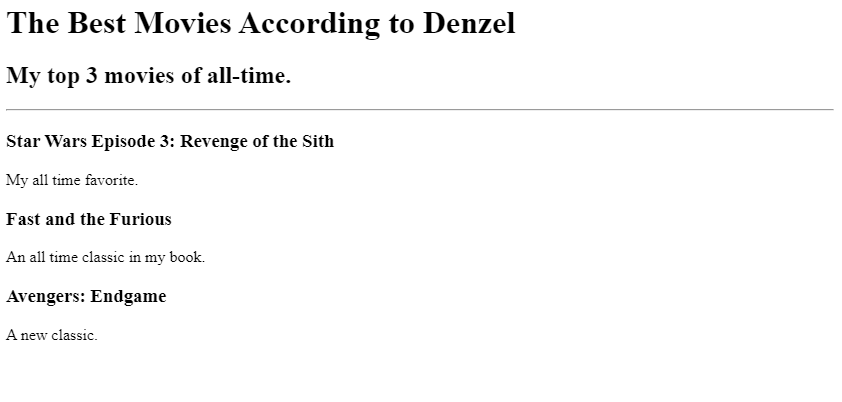 The Best Movies According to Denzel
My top 3 movies of all-time.
Star Wars Episode 3: Revenge of the Sith
My all time favorite.
Fast and the Furious
An all time classic in my book.
Avengers: Endgame
A new classic.